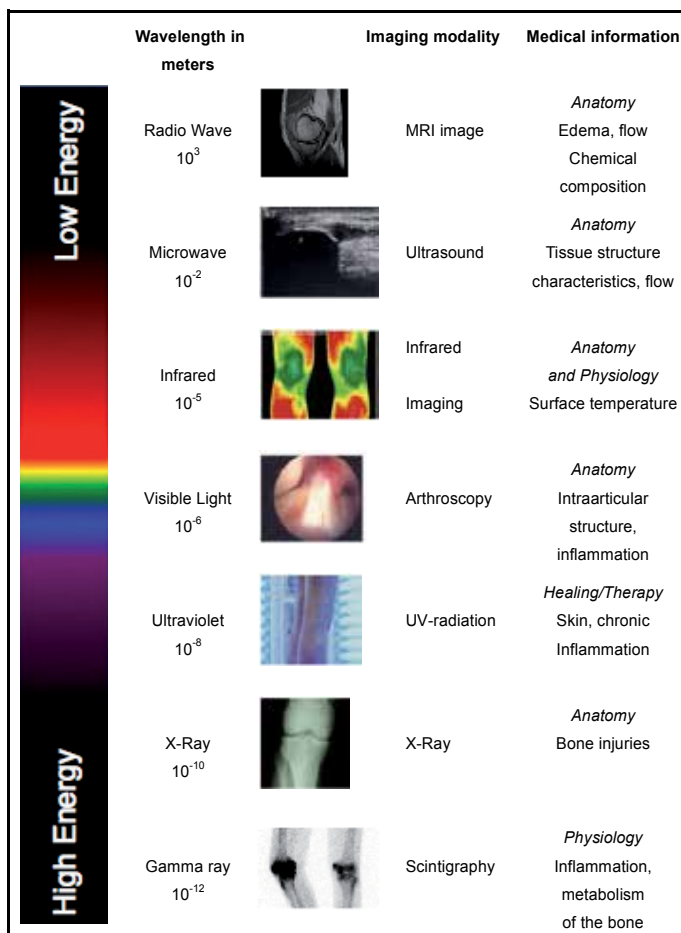 Wavelength in
meters
Imaging modality
Medical information
Low Energy
High Energy
Radio Wave
10³
MRI image
Anatomy
Edema, flow
Chemical
composition
Microwave
10⁻²
Ultrasound
Anatomy
Tissue structure
characteristics, flow
Infrared
10⁻⁵
Infrared
Imaging
Anatomy
and Physiology
Surface temperature
Visible Light
10⁻⁶
Arthroscopy
Anatomy
Intraarticular
structure,
inflammation
Ultraviolet
10⁻⁸
UV-radiation
Healing/Therapy
Skin, chronic
Inflammation
X-Ray
10⁻¹⁰
X-Ray
Anatomy
Bone injuries
Gamma ray
10⁻¹²
Scintigraphy
Physiology
Inflammation,
metabolism
of the bone